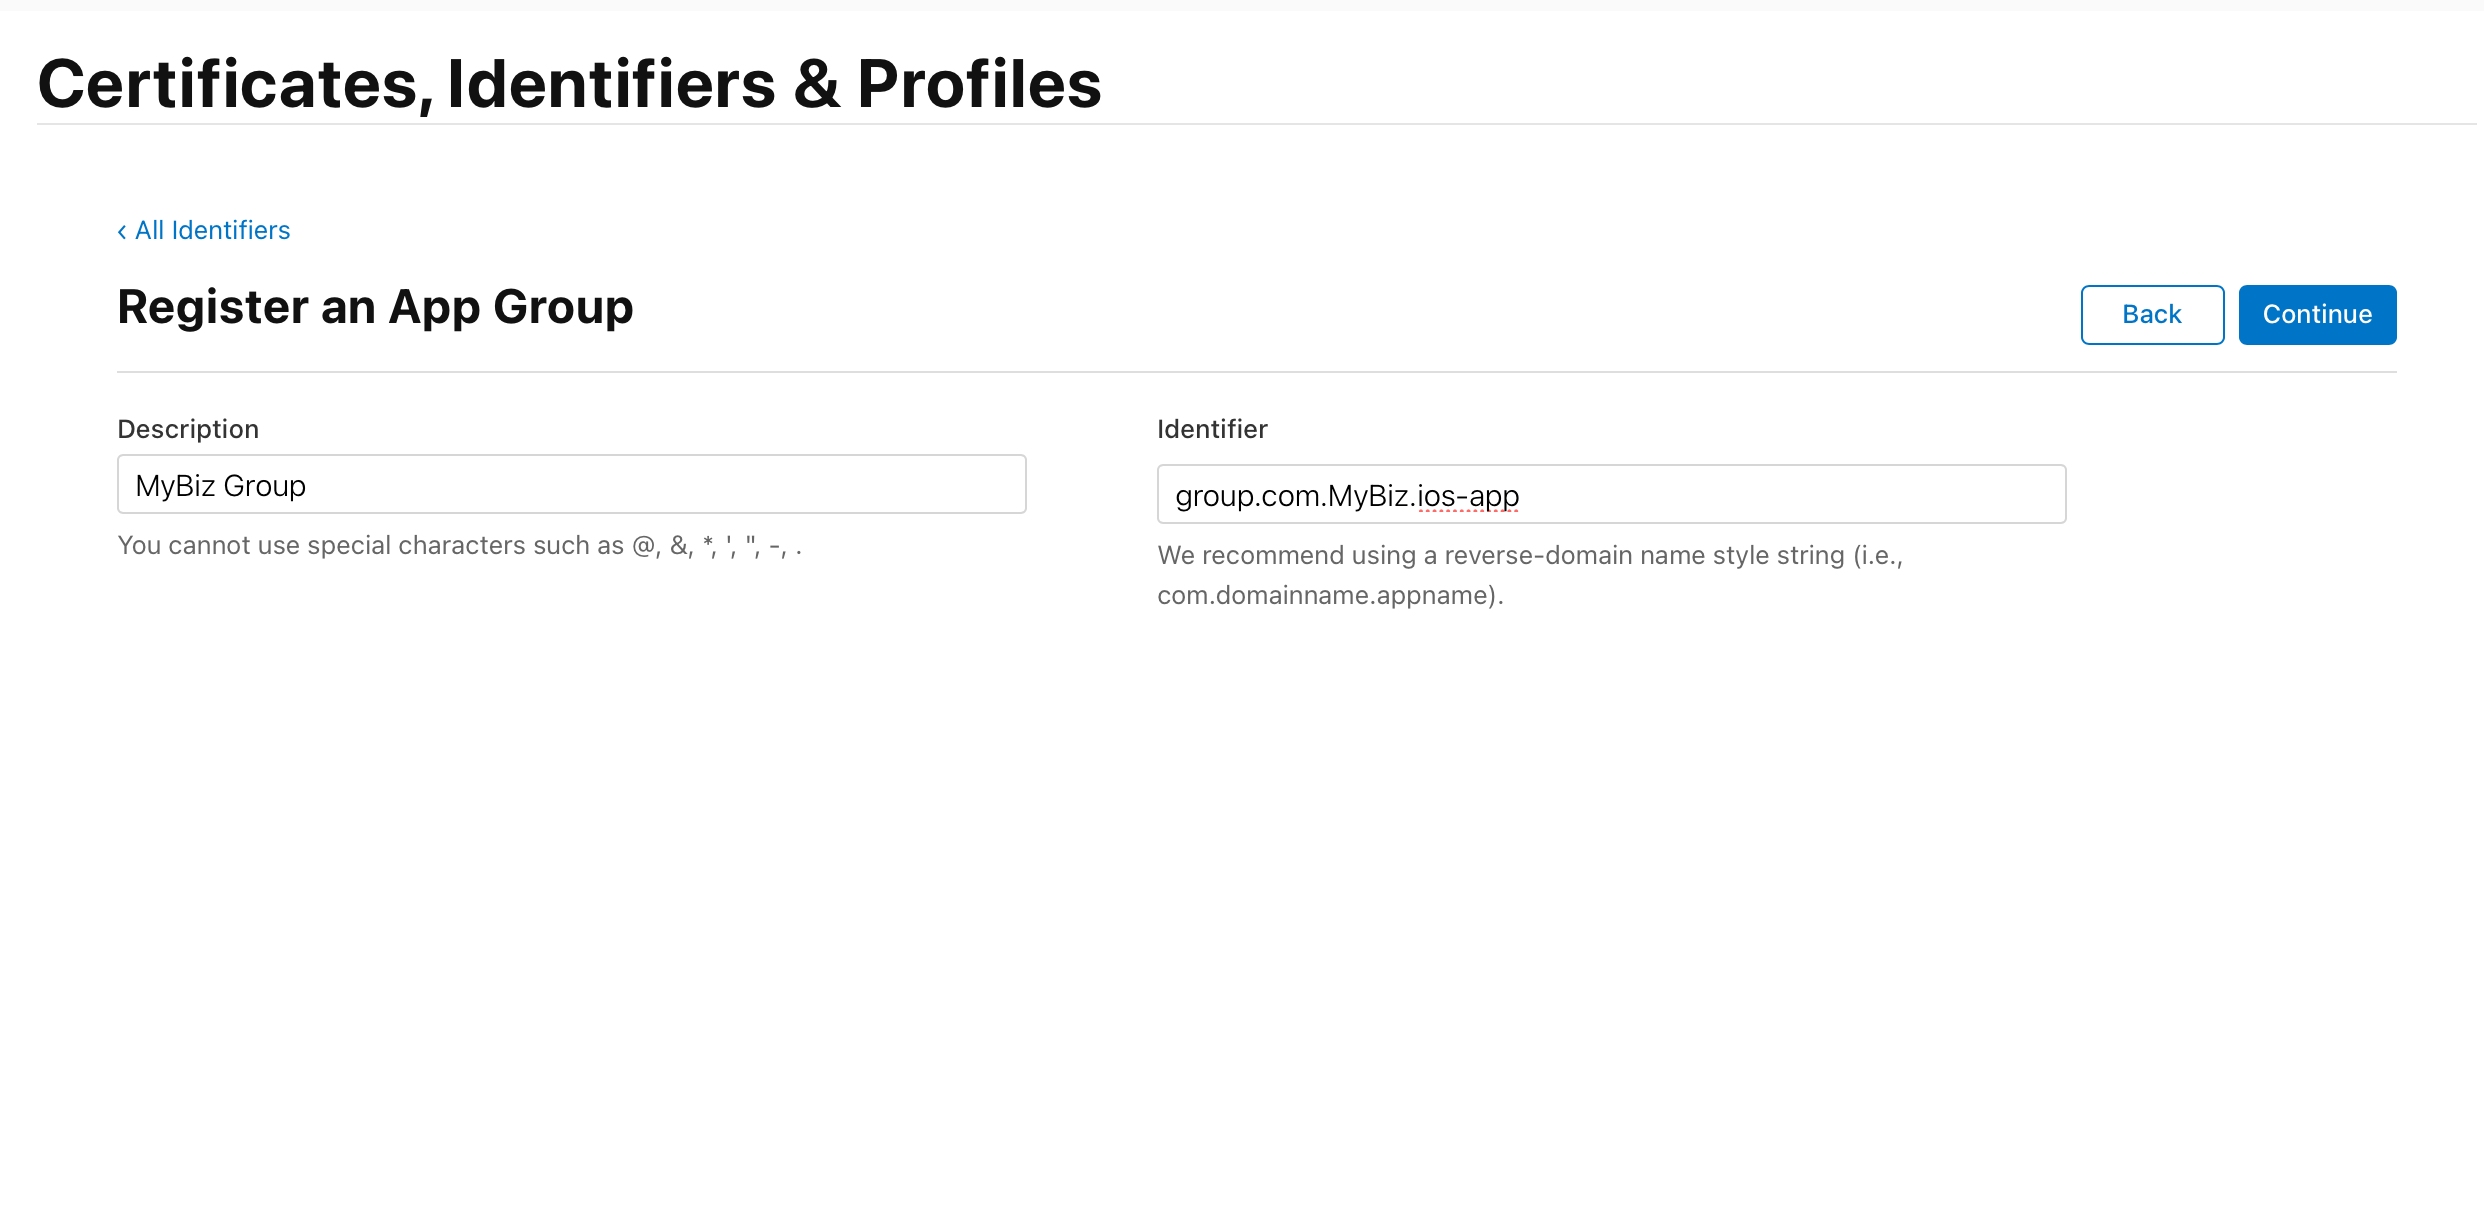 Certificates, Identifiers & Profiles
‹ All Identifiers
Register an App Group
Back
Continue
Description
MyBiz Group
You cannot use special characters such as @, &, *, ', ", -, .
Identifier
group.com.MyBiz.ios-app
We recommend using a reverse-domain name style string (i.e.,
com.domainname.appname).